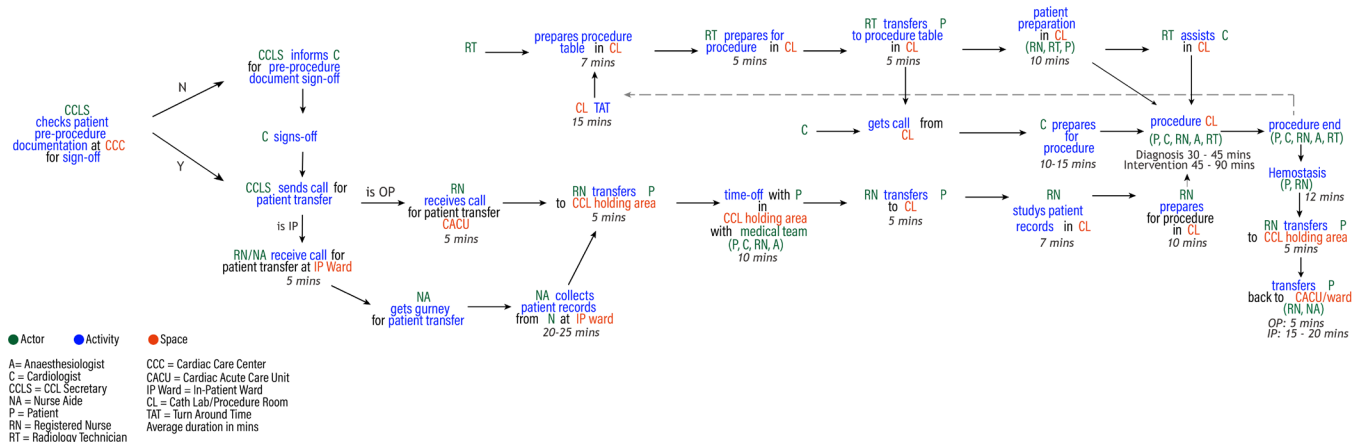 CCLS
checks patient
pre-procedure
documentation at CCC
for sign-off
N
Y
CCLS informs C
for pre-procedure
document sign-off
C signs-off
CCLS sends call for
patient transfer
is OP
is IP
RN/NA receive call for
patient transfer at IP Ward
5 mins
RN
receives call
for patient transfer
CACU
5 mins
NA
gets gurney
for patient transfer
NA collects
patient records
from N at IP ward
20-25 mins
RN transfers P
to CCL holding area
5 mins
time-off with P
in
CCL holding area
with medical team
(P, C, RN, A)
10 mins
RN transfers P
to CL
5 mins
RN
studys patient
records in CL
7 mins
RN
prepares
for procedure
in CL
10 mins
RT
prepares procedure
table in CL
7 mins
CL TAT
15 mins
RT prepares for
procedure in CL
5 mins
RT transfers P
to procedure table
in CL
5 mins
patient
preparation
in CL
(RN, RT, P)
10 mins
RT assists C
in CL
C
gets call from
CL
C prepares
for
procedure
10-15 mins
procedure CL
(P, C, RN, A, RT)
Diagnosis 30 - 45 mins
Intervention 45 - 90 mins
procedure end
(P, C, RN, A, RT)
Hemostasis
(P, RN)
12 mins
RN transfers P
to CCL holding area
5 mins
transfers P
back to CACU/ward
(RN, NA)
OP: 5 mins
IP: 15 - 20 mins
Actor
Activity
Space
A= Anaesthesiologist
C = Cardiologist
CCLS = CCL Secretary
NA = Nurse Aide
P = Patient
RN = Registered Nurse
RT = Radiology Technician
CCC = Cardiac Care Center
CACU = Cardiac Acute Care Unit
IP Ward = In-Patient Ward
CL = Cath Lab/Procedure Room
TAT = Turn Around Time
Average duration in mins